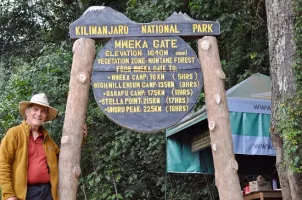 KILIMANJARO NATIONAL PARK
MWEKA GATE
ELEVATION 1640M amsl
VEGETATION ZONE: MONTANE FOREST
FROM MWEKA GATE
TO:
- MWEKA CAMP: 10KM (5HRS)
- HIGH/MILLENIUM CAMP: 13.5KM (8HRS)
- BARAFU CAMP: 17.5KM (11HRS)
- STELLA POINT: 21.5KM (17HRS)
- UHURU PEAK: 22.5KM (18HRS)